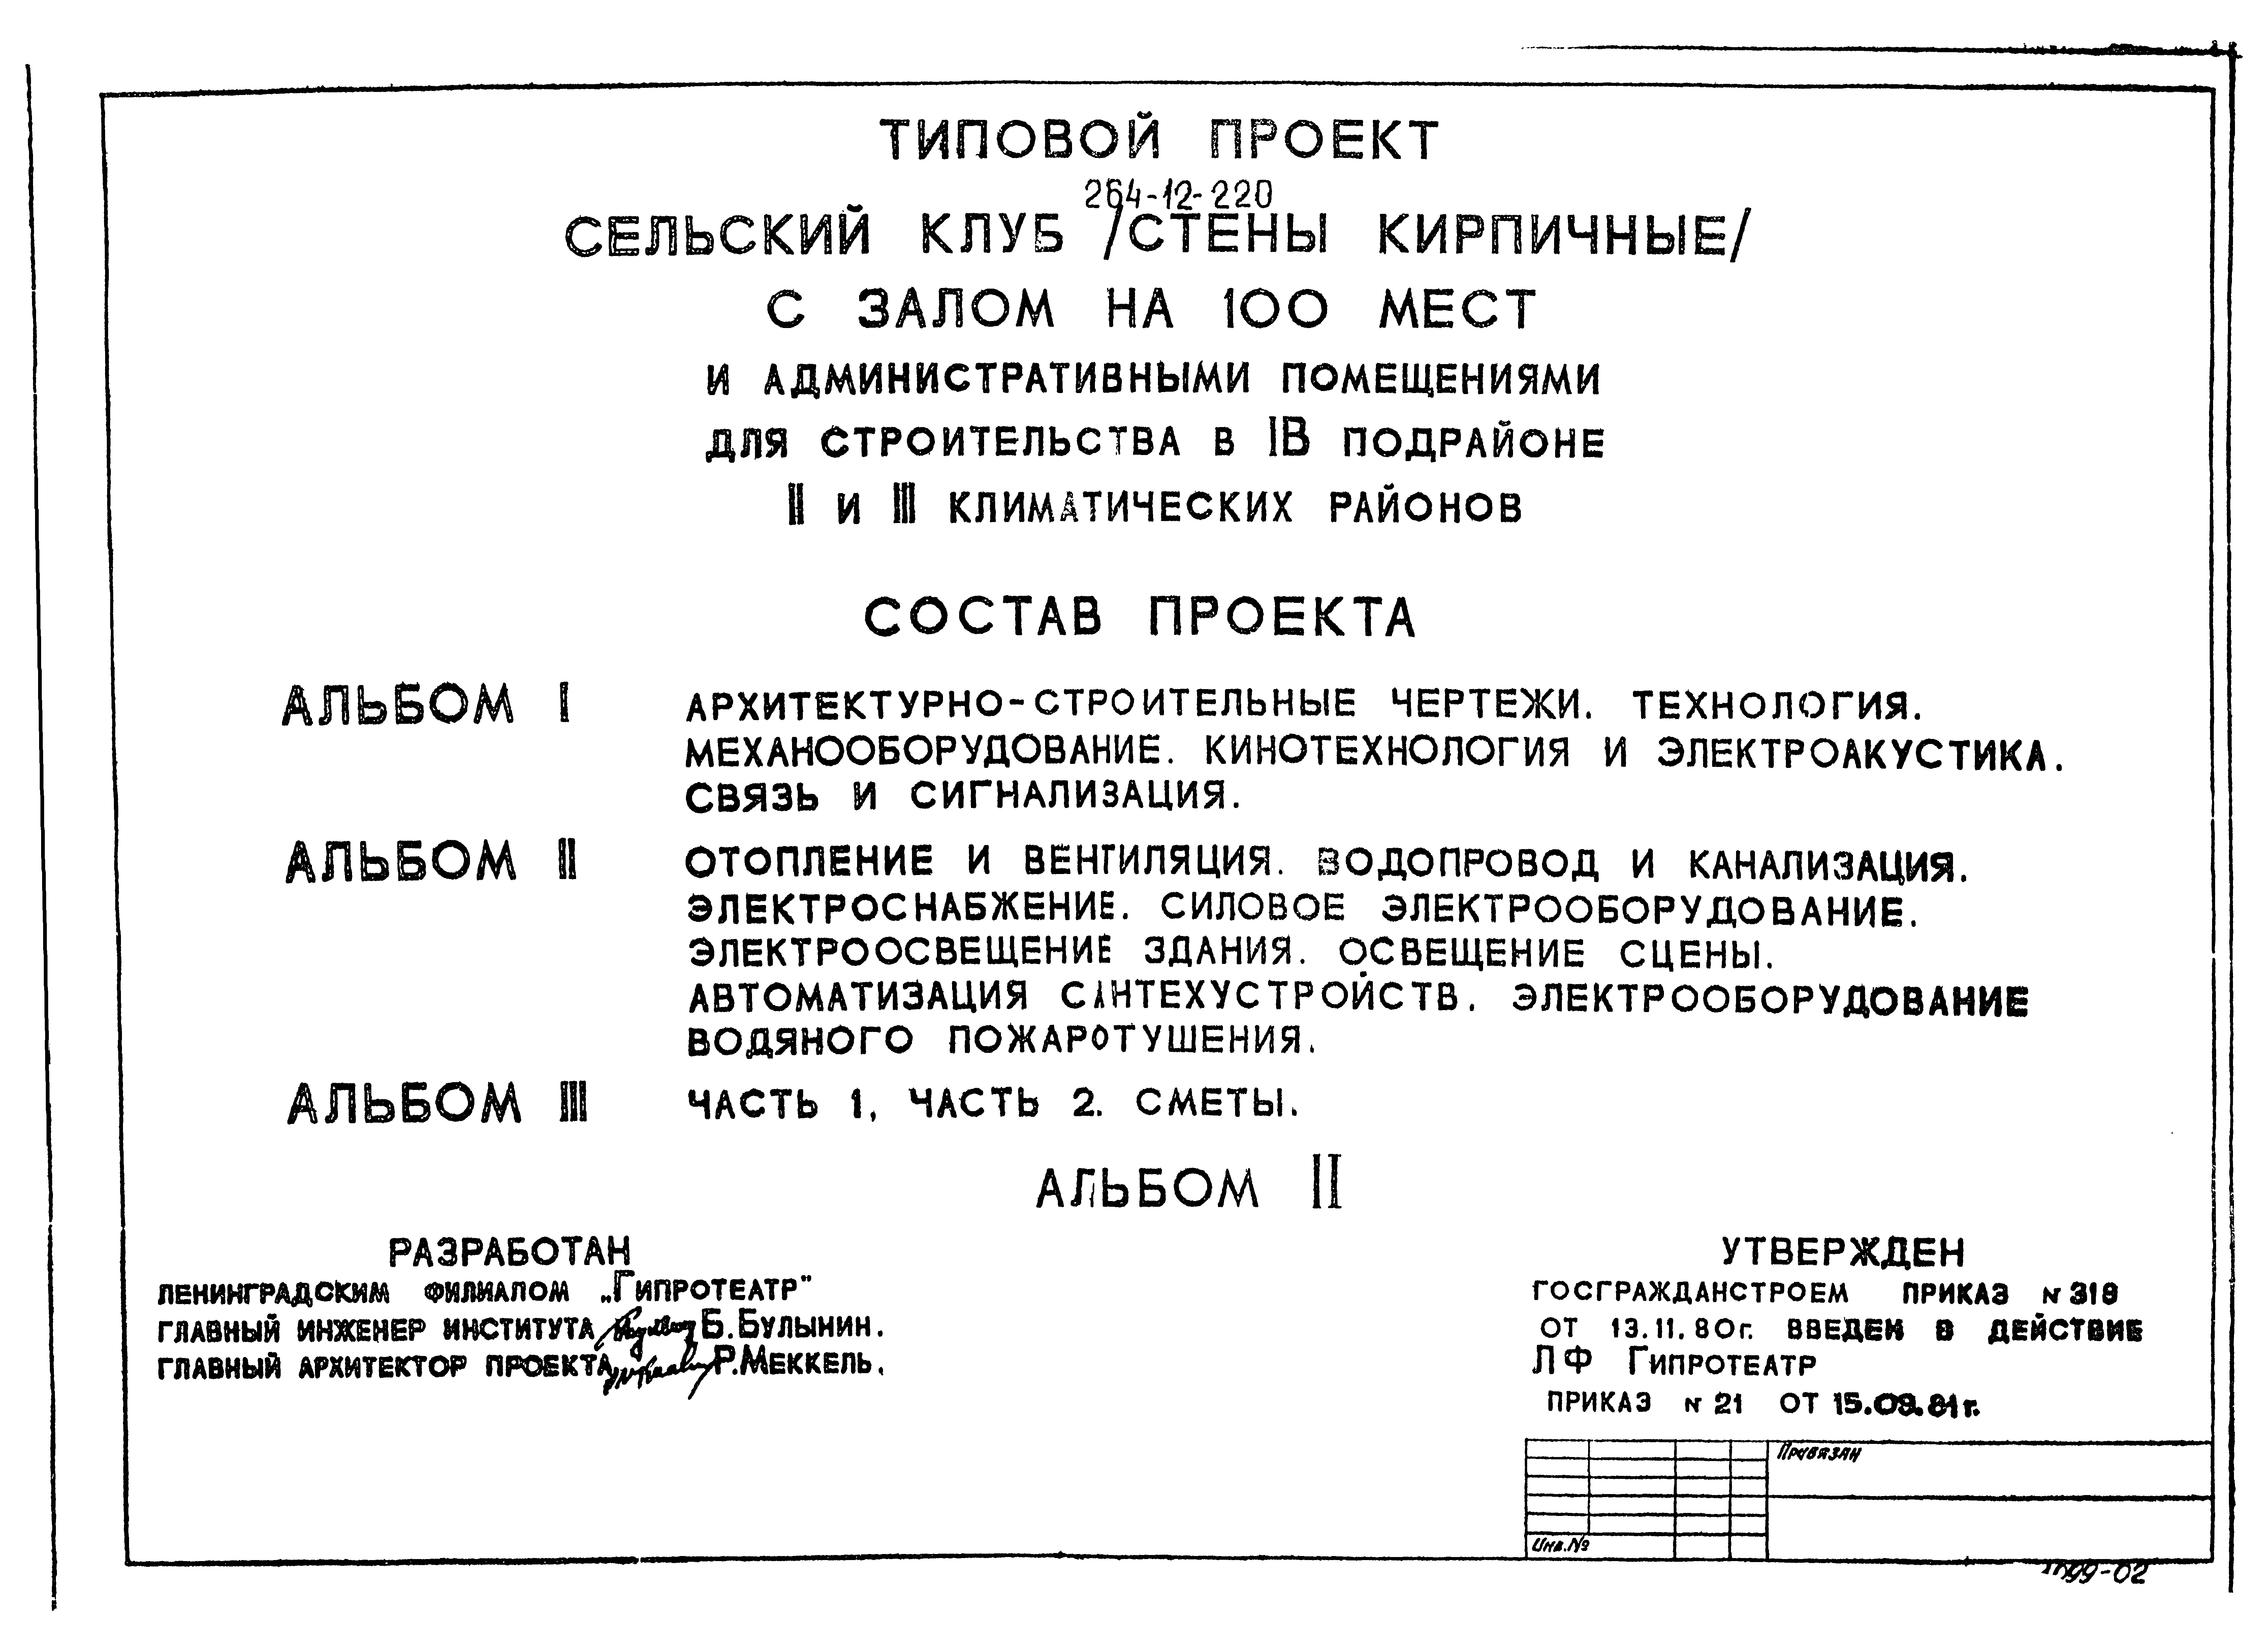 ТИПОВОЙ ПРОЕКТ
264-12-220
СЕЛЬСКИЙ КЛУБ /СТЕНЫ КИРПИЧНЫЕ/
С ЗАЛОМ НА 100 МЕСТ
И АДМИНИСТРАТИВНЫМИ ПОМЕЩЕНИЯМИ
ДЛЯ СТРОИТЕЛЬСТВА В IВ ПОДРАЙОНЕ
II И III КЛИМАТИЧЕСКИХ РАЙОНОВ
СОСТАВ ПРОЕКТА
АЛЬБОМ I АРХИТЕКТУРНО-СТРОИТЕЛЬНЫЕ ЧЕРТЕЖИ. ТЕХНОЛОГИЯ.
МЕХАНООБОРУДОВАНИЕ. КИНОТЕХНОЛОГИЯ И ЭЛЕКТРОАКУСТИКА.
СВЯЗЬ И СИГНАЛИЗАЦИЯ.
АЛЬБОМ II ОТОПЛЕНИЕ И ВЕНТИЛЯЦИЯ. ВОДОПРОВОД И КАНАЛИЗАЦИЯ.
ЭЛЕКТРОСНАБЖЕНИЕ. СИЛОВОЕ ЭЛЕКТРООБОРУДОВАНИЕ.
ЭЛЕКТРООСВЕЩЕНИЕ ЗДАНИЯ. ОСВЕЩЕНИЕ СЦЕНЫ.
АВТОМАТИЗАЦИЯ САНТЕХУСТРОЙСТВ. ЭЛЕКТРООБОРУДОВАНИЕ
ВОДЯНОГО ПОЖАРОТУШЕНИЯ.
АЛЬБОМ III ЧАСТЬ 1, ЧАСТЬ 2. СМЕТЫ.
АЛЬБОМ II
РАЗРАБОТАН
ЛЕНИНГРАДСКИМ ФИЛИАЛОМ „ГИПРОТЕАТР"
ГЛАВНЫЙ ИНЖЕНЕР ИНСТИТУТА Б. БУЛЫНИН.
ГЛАВНЫЙ АРХИТЕКТОР ПРОЕКТА Р. МЕККЕЛЬ.
УТВЕРЖДЕН
ГОСГРАЖДАНСТРОЕМ ПРИКАЗ N 318
ОТ 13.11.80г. ВВЕДЕН В ДЕЙСТВИЕ
ЛФ ГИПРОТЕАТР
ПРИКАЗ N 21 ОТ 15.09.81г.
Привязан
Инв.№